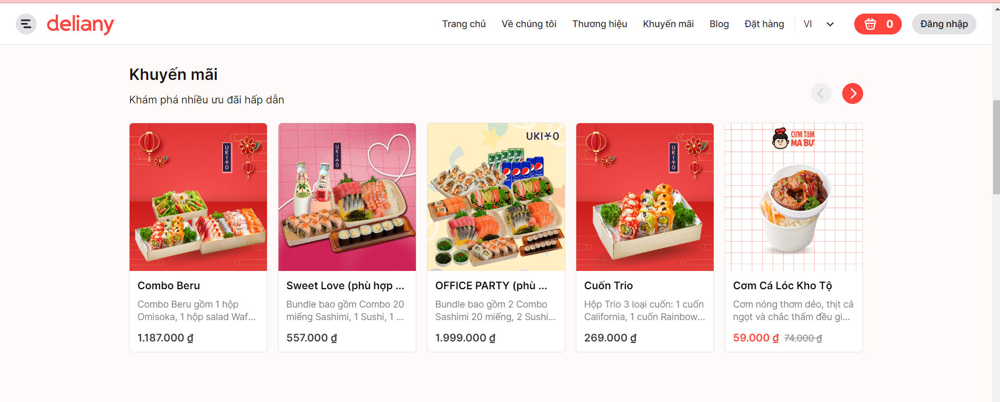 deliany
Trang chủ
Về chúng tôi
Thương hiệu
Khuyến mãi
Blog
Đặt hàng
VI
0
Đăng nhập
Khuyến mãi
Khám phá nhiều ưu đãi hấp dẫn
UKIYO
UKIYO
UKIYO
pepsi
UKIYO
CƠM TẤM
MA BƯ
Combo Beru
Combo Beru gồm 1 hộp
Omisoka, 1 hộp salad Waf...
1.187.000 ₫
Sweet Love (phù hợp ...
Bundle bao gồm Combo 20
miếng Sashimi, 1 Sushi, 1 ...
557.000 ₫
OFFICE PARTY (phù ...
Bundle bao gồm 2 Combo
Sashimi 20 miếng, 2 Sushi...
1.999.000 ₫
Cuốn Trio
Hộp Trio 3 loại cuốn: 1 cuốn
California, 1 cuốn Rainbow...
269.000 ₫
Cơm Cá Lóc Kho Tộ
Cơm nóng thơm dẻo, thịt cá
ngọt và chắc thấm đều gi...
59.000 ₫ 74.000 ₫